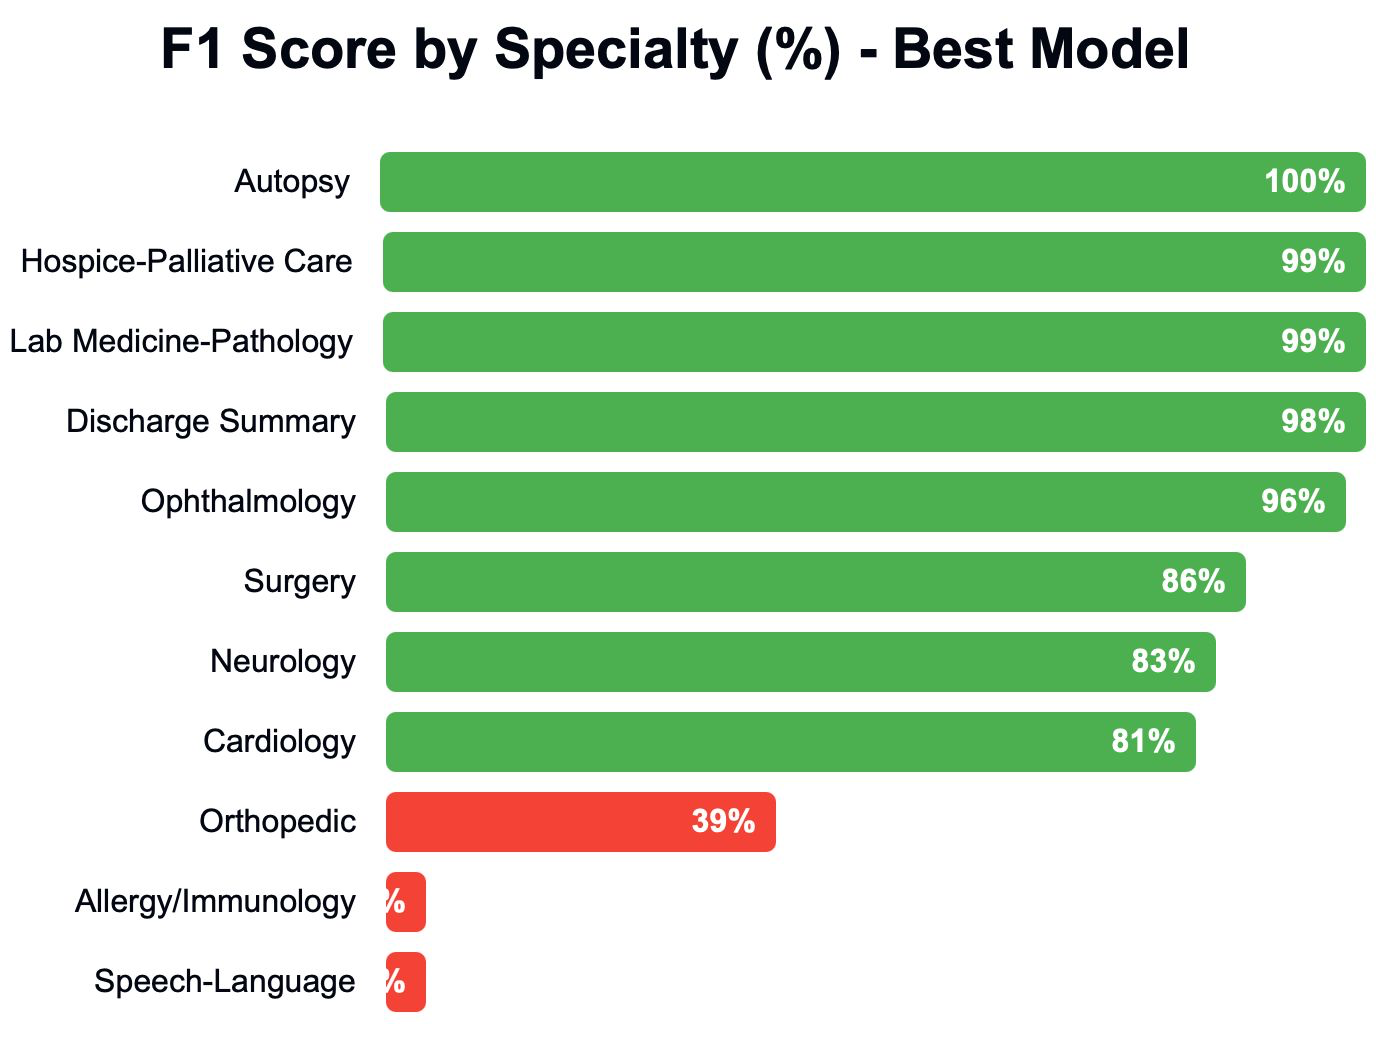 F1 Score by Specialty (%) - Best Model
Autopsy 100%
Hospice-Palliative Care 99%
Lab Medicine-Pathology 99%
Discharge Summary 98%
Ophthalmology 96%
Surgery 86%
Neurology 83%
Cardiology 81%
Orthopedic 39%
Allergy/Immunology %
Speech-Language %